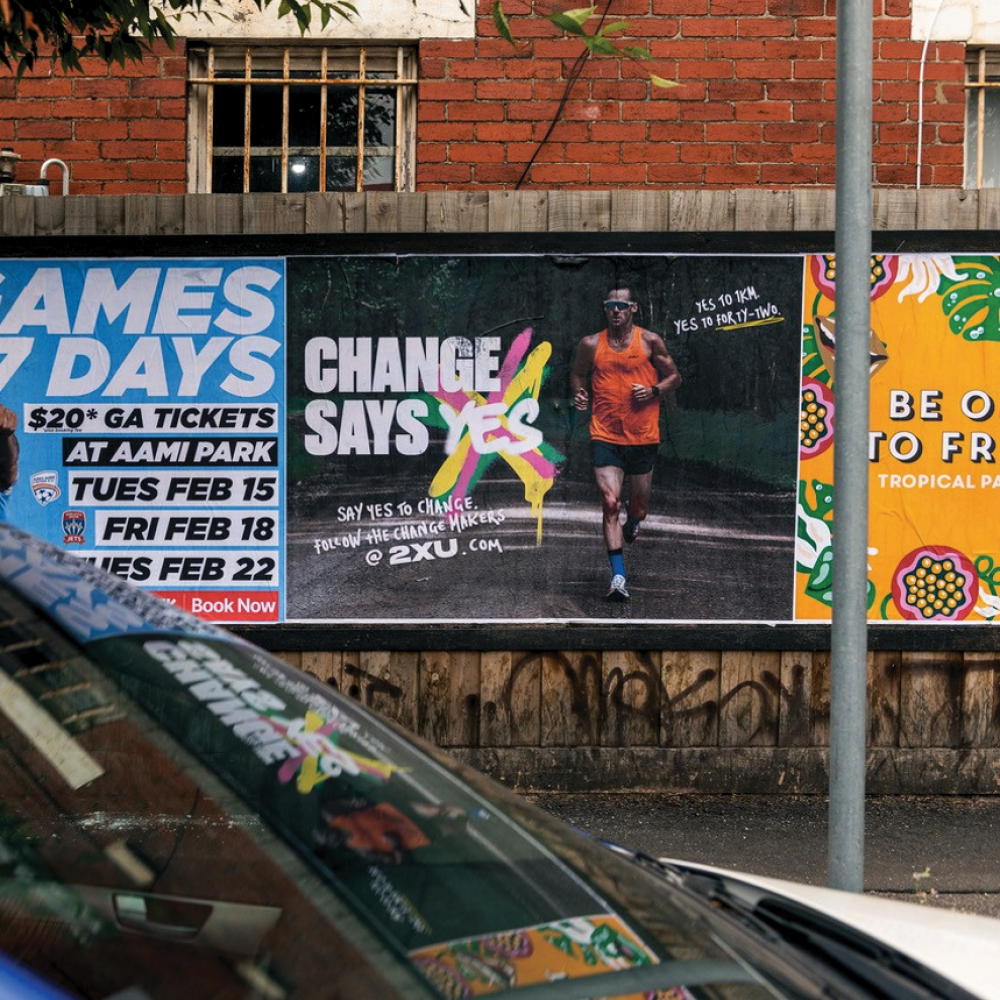 GAMES
7 DAYS
$20* GA TICKETS
AT AAMI PARK
TUES FEB 15
FRI FEB 18
TUES FEB 22
Book Now
CHANGE
SAYS YES
SAY YES TO CHANGE.
FOLLOW THE CHANGE MAKERS
@ 2XU.COM
YES TO 1KM.
YES TO FORTY-TWO.
BE O
TO FR
TROPICAL PA